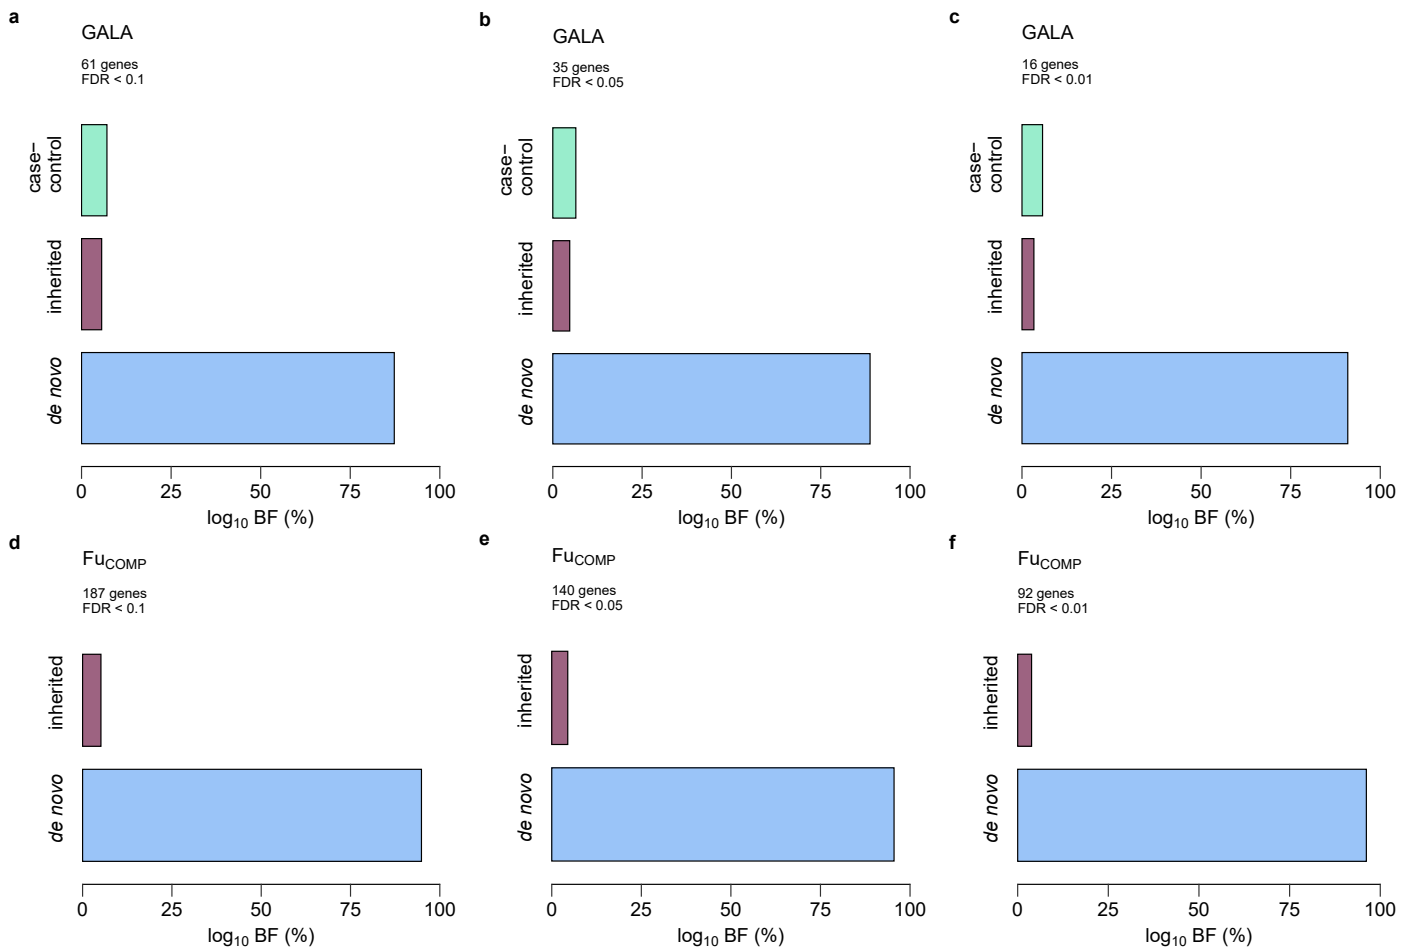 a
GALA
61 genes
FDR < 0.1
case−
control
inherited
de novo
0 25 50 75 100
log10 BF (%)
b
GALA
35 genes
FDR < 0.05
case−
control
inherited
de novo
0 25 50 75 100
log10 BF (%)
c
GALA
16 genes
FDR < 0.01
case−
control
inherited
de novo
0 25 50 75 100
log10 BF (%)
d
FuCOMP
187 genes
FDR < 0.1
inherited
de novo
0 25 50 75 100
log10 BF (%)
e
FuCOMP
140 genes
FDR < 0.05
inherited
de novo
0 25 50 75 100
log10 BF (%)
f
FuCOMP
92 genes
FDR < 0.01
inherited
de novo
0 25 50 75 100
log10 BF (%)